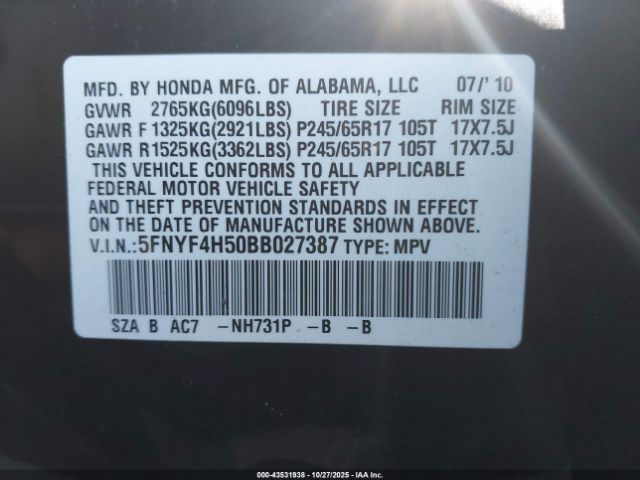 MFD. BY HONDA MFG. OF ALABAMA, LLC 07/' 10
GVWR 2765KG(6096LBS) TIRE SIZE RIM SIZE
GAWR F 1325KG(2921LBS) P245/65R17 105T 17X7.5J
GAWR R 1525KG(3362LBS) P245/65R17 105T 17X7.5J
THIS VEHICLE CONFORMS TO ALL APPLICABLE
FEDERAL MOTOR VEHICLE SAFETY
AND THEFT PREVENTION STANDARDS IN EFFECT
ON THE DATE OF MANUFACTURE SHOWN ABOVE.
V.I.N.: 5FNYF4H50BB027387 TYPE: MPV
SZA B AC7 -NH731P -B -B
000-43531938 - 10/27/2025 - IAAI.COM